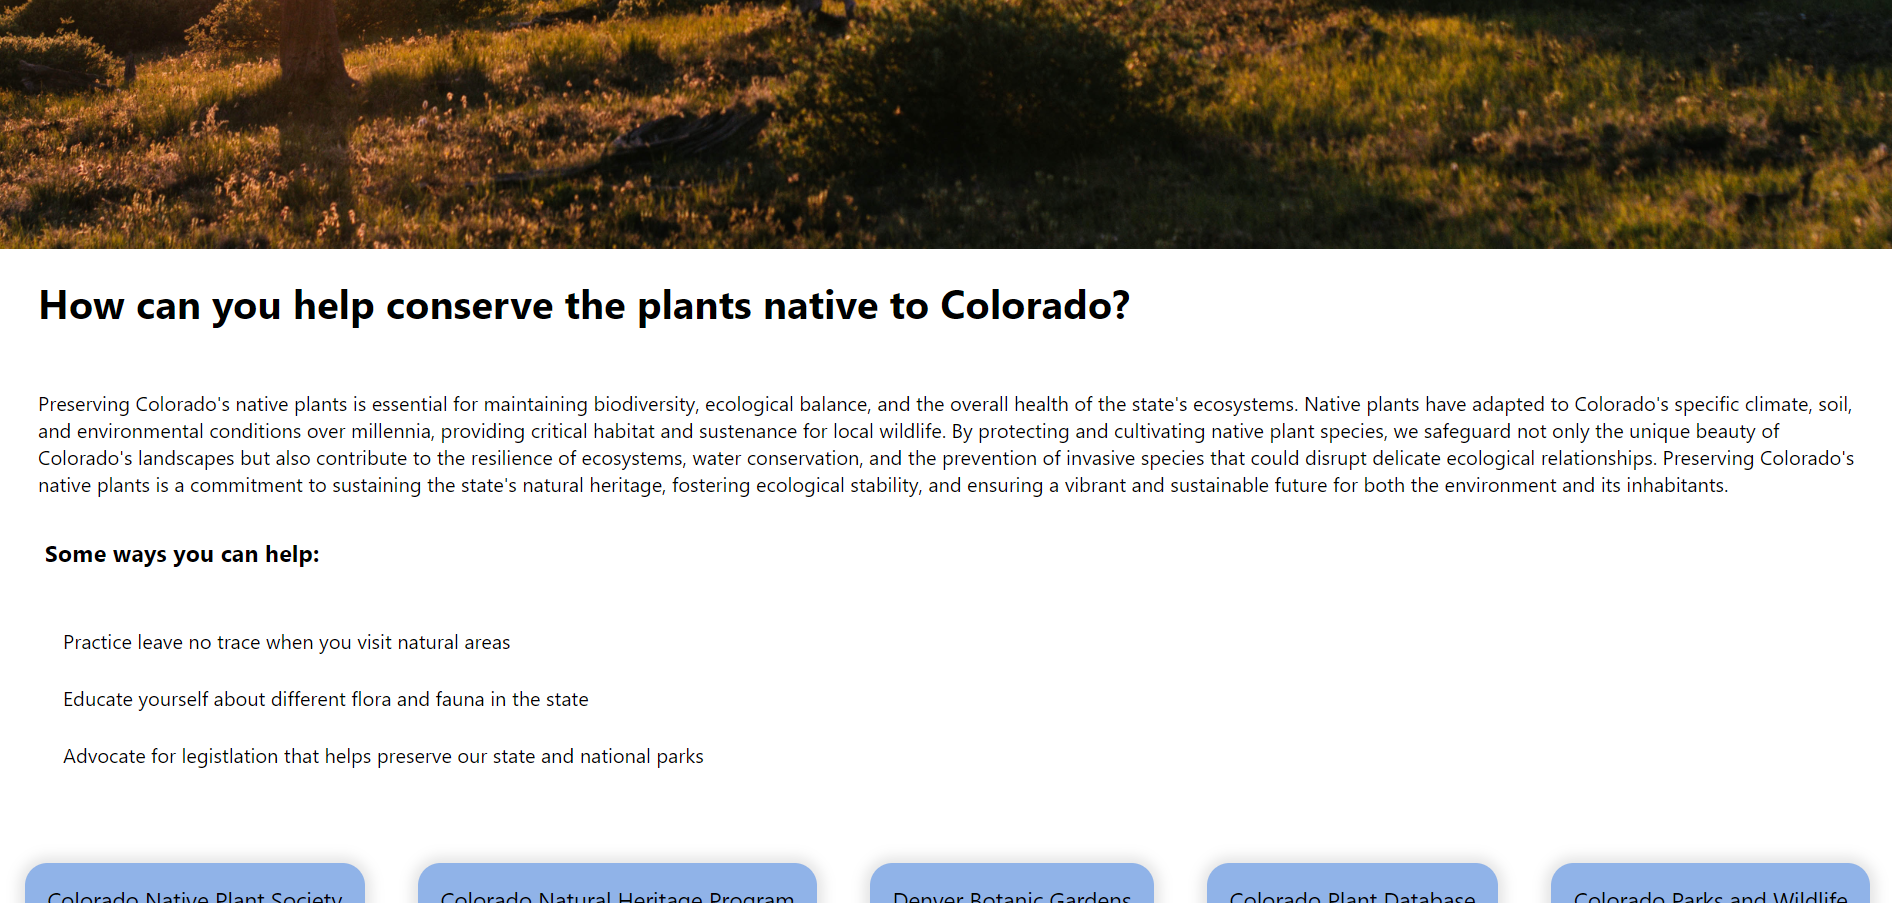 How can you help conserve the plants native to Colorado?
Preserving Colorado's native plants is essential for maintaining biodiversity, ecological balance, and the overall health of the state's ecosystems. Native plants have adapted to Colorado's specific climate, soil,
and environmental conditions over millennia, providing critical habitat and sustenance for local wildlife. By protecting and cultivating native plant species, we safeguard not only the unique beauty of
Colorado's landscapes but also contribute to the resilience of ecosystems, water conservation, and the prevention of invasive species that could disrupt delicate ecological relationships. Preserving Colorado's
native plants is a commitment to sustaining the state's natural heritage, fostering ecological stability, and ensuring a vibrant and sustainable future for both the environment and its inhabitants.
Some ways you can help:
Practice leave no trace when you visit natural areas
Educate yourself about different flora and fauna in the state
Advocate for legistlation that helps preserve our state and national parks
Colorado Native Plant Society Colorado Natural Heritage Program Denver Botanic Gardens Colorado Plant Database Colorado Parks and Wildlife